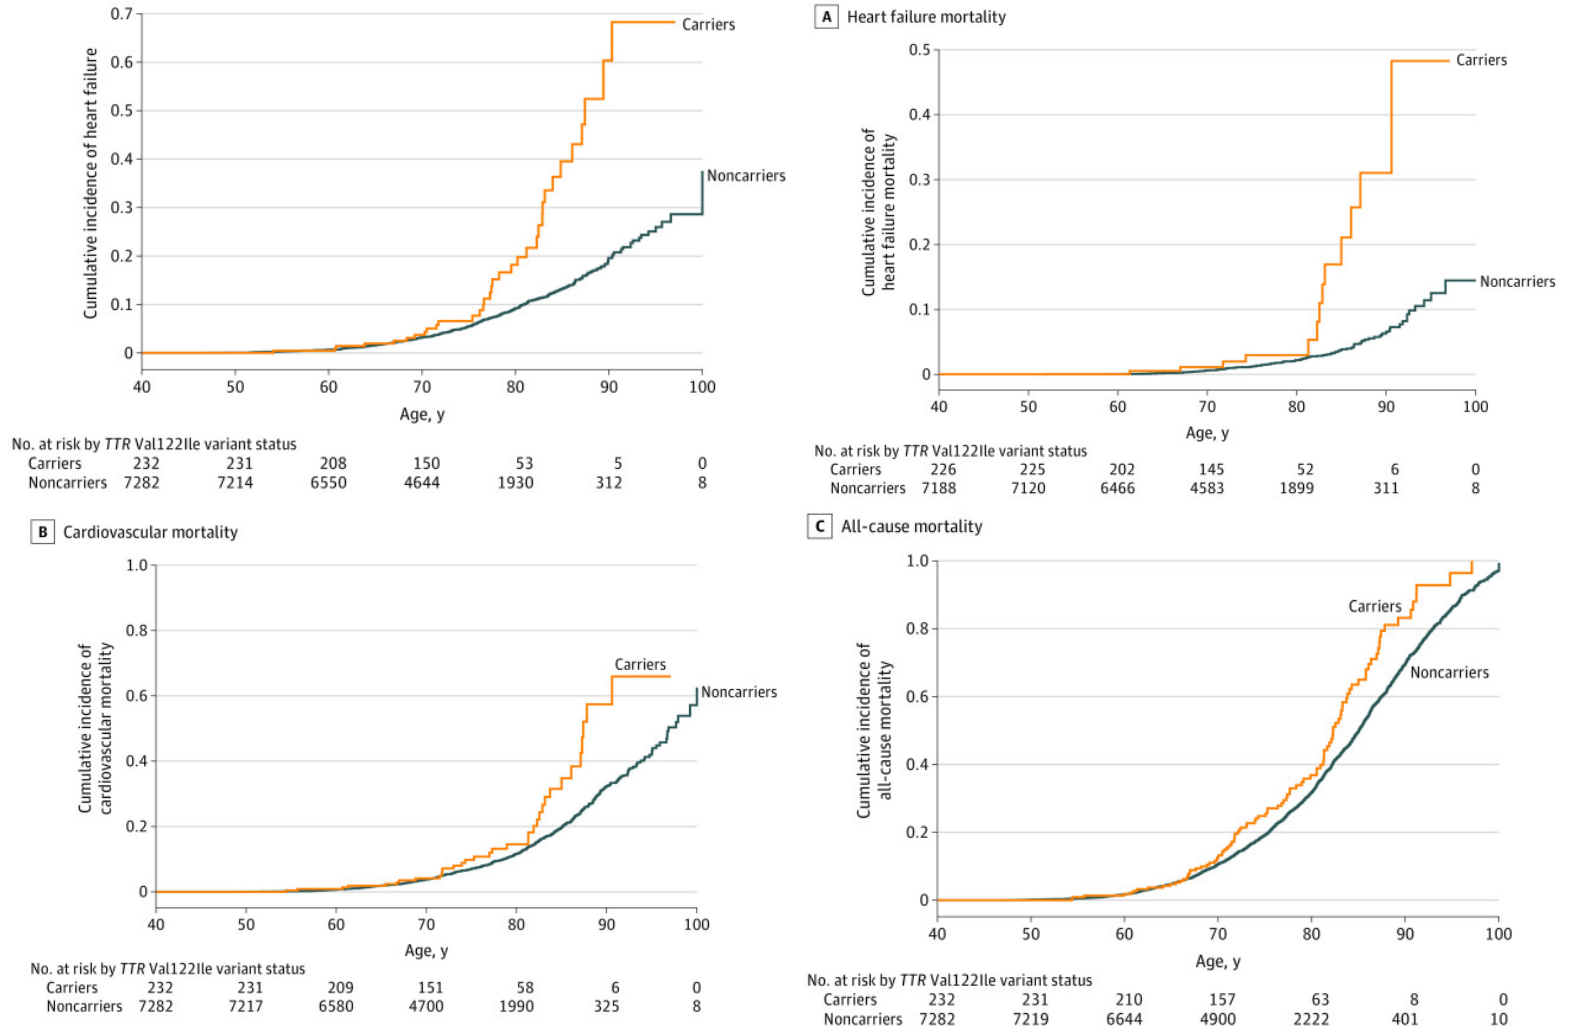 0.7
0.6
0.5
0.4
0.3
0.2
0.1
0
Cumulative incidence of heart failure
Carriers
Noncarriers
40 50 60 70 80 90 100
Age, y
No. at risk by TTR Val122Ile variant status
Carriers 232 231 208 150 53 5 0
Noncarriers 7282 7214 6550 4644 1930 312 8
A Heart failure mortality
0.5
0.4
0.3
0.2
0.1
0
Cumulative incidence of
heart failure mortality
Carriers
Noncarriers
40 50 60 70 80 90 100
Age, y
No. at risk by TTR Val122Ile variant status
Carriers 226 225 202 145 52 6 0
Noncarriers 7188 7120 6466 4583 1899 311 8
B Cardiovascular mortality
1.0
0.8
0.6
0.4
0.2
0
Cumulative incidence of
cardiovascular mortality
Carriers
Noncarriers
40 50 60 70 80 90 100
Age, y
No. at risk by TTR Val122Ile variant status
Carriers 232 231 209 151 58 6 0
Noncarriers 7282 7217 6580 4700 1990 325 8
C All-cause mortality
1.0
0.8
0.6
0.4
0.2
0
Cumulative incidence of
all-cause mortality
Carriers
Noncarriers
40 50 60 70 80 90 100
Age, y
No. at risk by TTR Val122Ile variant status
Carriers 232 231 210 157 63 8 0
Noncarriers 7282 7219 6644 4900 2222 401 10